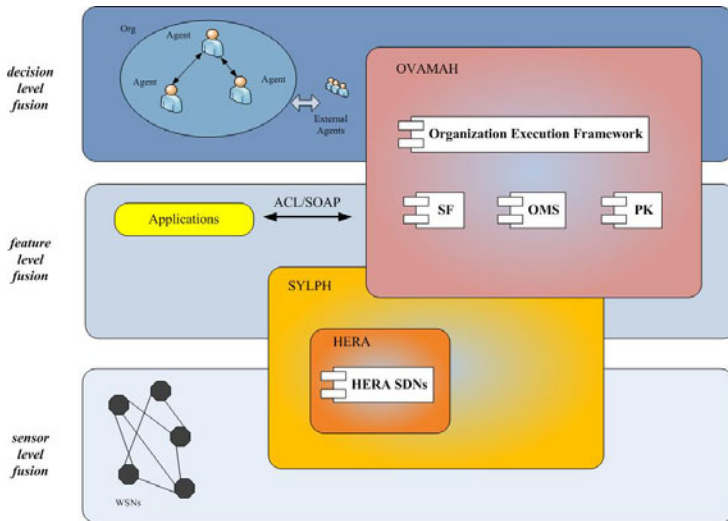 Org
Agent
Agent
Agent
External
Agents
decision
level
fusion
OVAMAH
Organization Execution Framework
SF
OMS
PK
ACL/SOAP
Applications
feature
level
fusion
SYLPH
HERA
HERA SDNs
sensor
level
fusion
WSNs